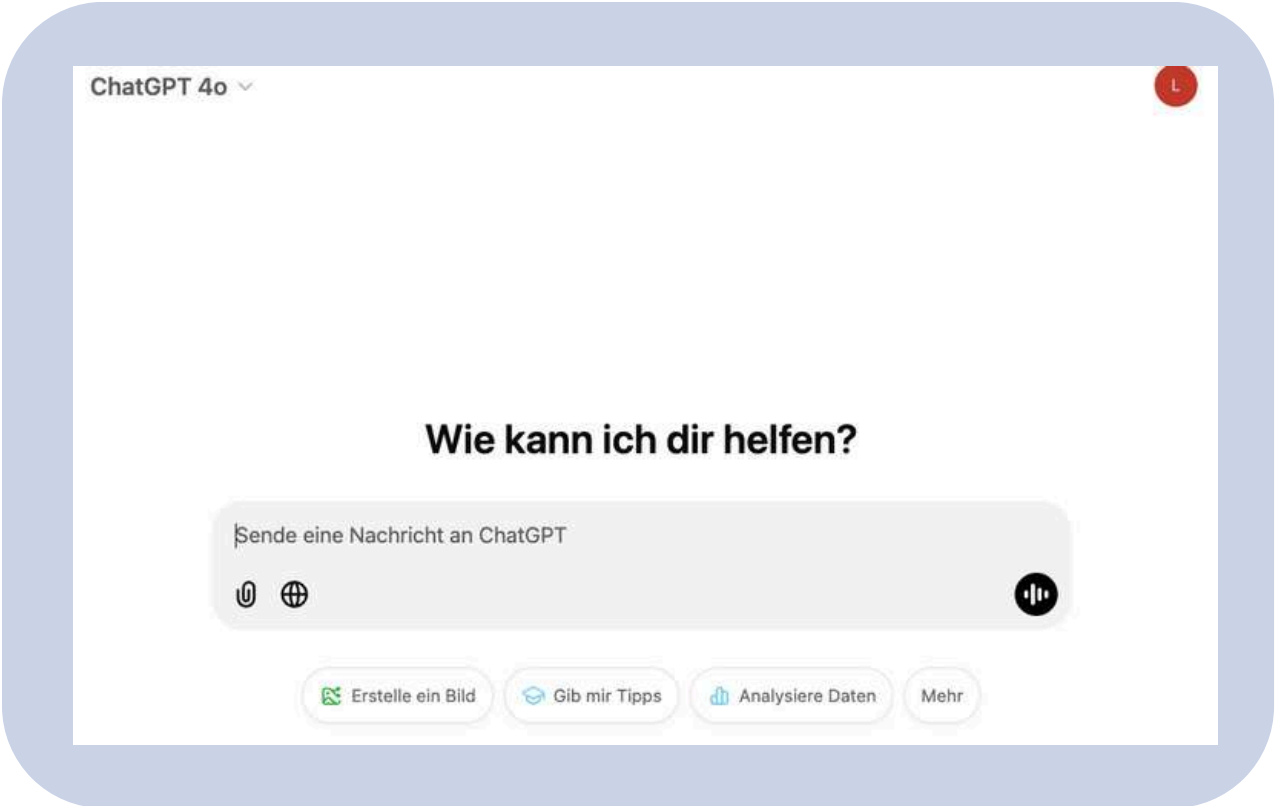 ChatGPT 4o
L
Wie kann ich dir helfen?
Sende eine Nachricht an ChatGPT
Erstelle ein Bild
Gib mir Tipps
Analysiere Daten
Mehr